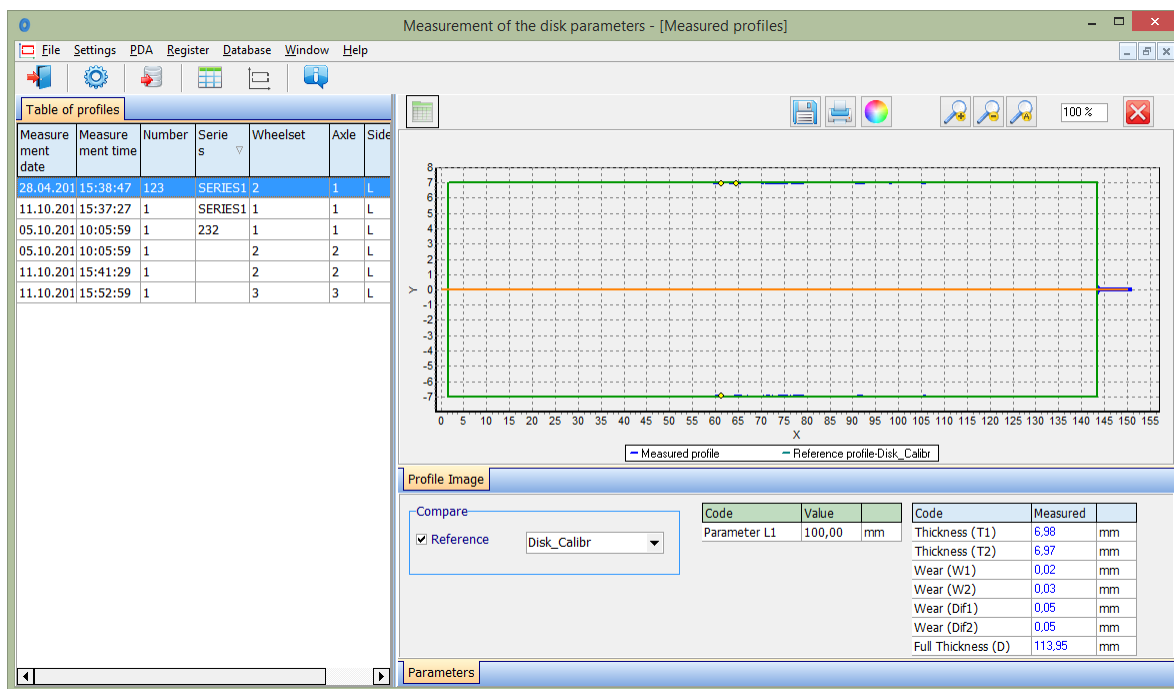 Measurement of the disk parameters - [Measured profiles]
File Settings PDA Register Database Window Help
Table of profiles
Measure ment date Measure ment time Number Serie s Wheelset Axle Side
28.04.201 15:38:47 123 SERIES1 2 1 L
11.10.201 15:37:27 1 SERIES1 1 1 L
05.10.201 10:05:59 1 232 1 1 L
05.10.201 10:05:59 1 2 2 L
11.10.201 15:41:29 1 2 2 L
11.10.201 15:52:59 1 3 3 L
100 %
8
7
6
5
4
3
2
1
0
-1
-2
-3
-4
-5
-6
-7
Y
0 5 10 15 20 25 30 35 40 45 50 55 60 65 70 75 80 85 90 95 100 105 110 115 120 125 130 135 140 145 150 155
X
Measured profile Reference profile-Disk_Calibr
Profile Image
Compare
Reference Disk_Calibr
Code Value
Parameter L1 100,00 mm
Code Measured
Thickness (T1) 6,98 mm
Thickness (T2) 6,97 mm
Wear (W1) 0,02 mm
Wear (W2) 0,03 mm
Wear (Dif1) 0,05 mm
Wear (Dif2) 0,05 mm
Full Thickness (D) 113,95 mm
Parameters